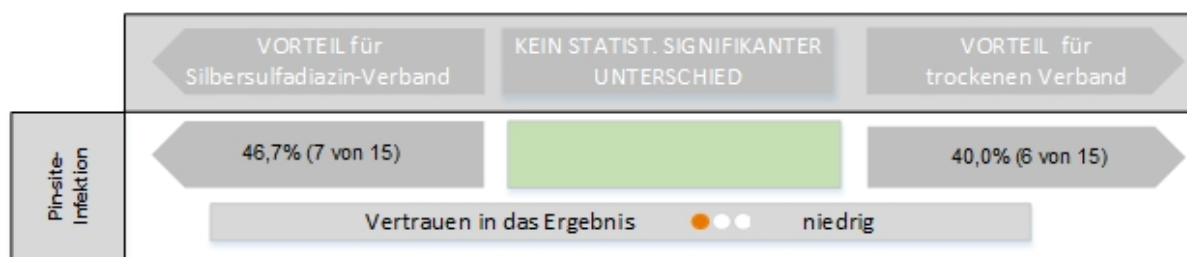 VORTEIL für
Silbersulfadiazin-Verband
KEIN STATIST. SIGNIFIKANTER
UNTERSCHIED
VORTEIL für
trockenen Verband
Pin-site-
Infektion
46,7% (7 von 15)
40,0% (6 von 15)
Vertrauen in das Ergebnis niedrig